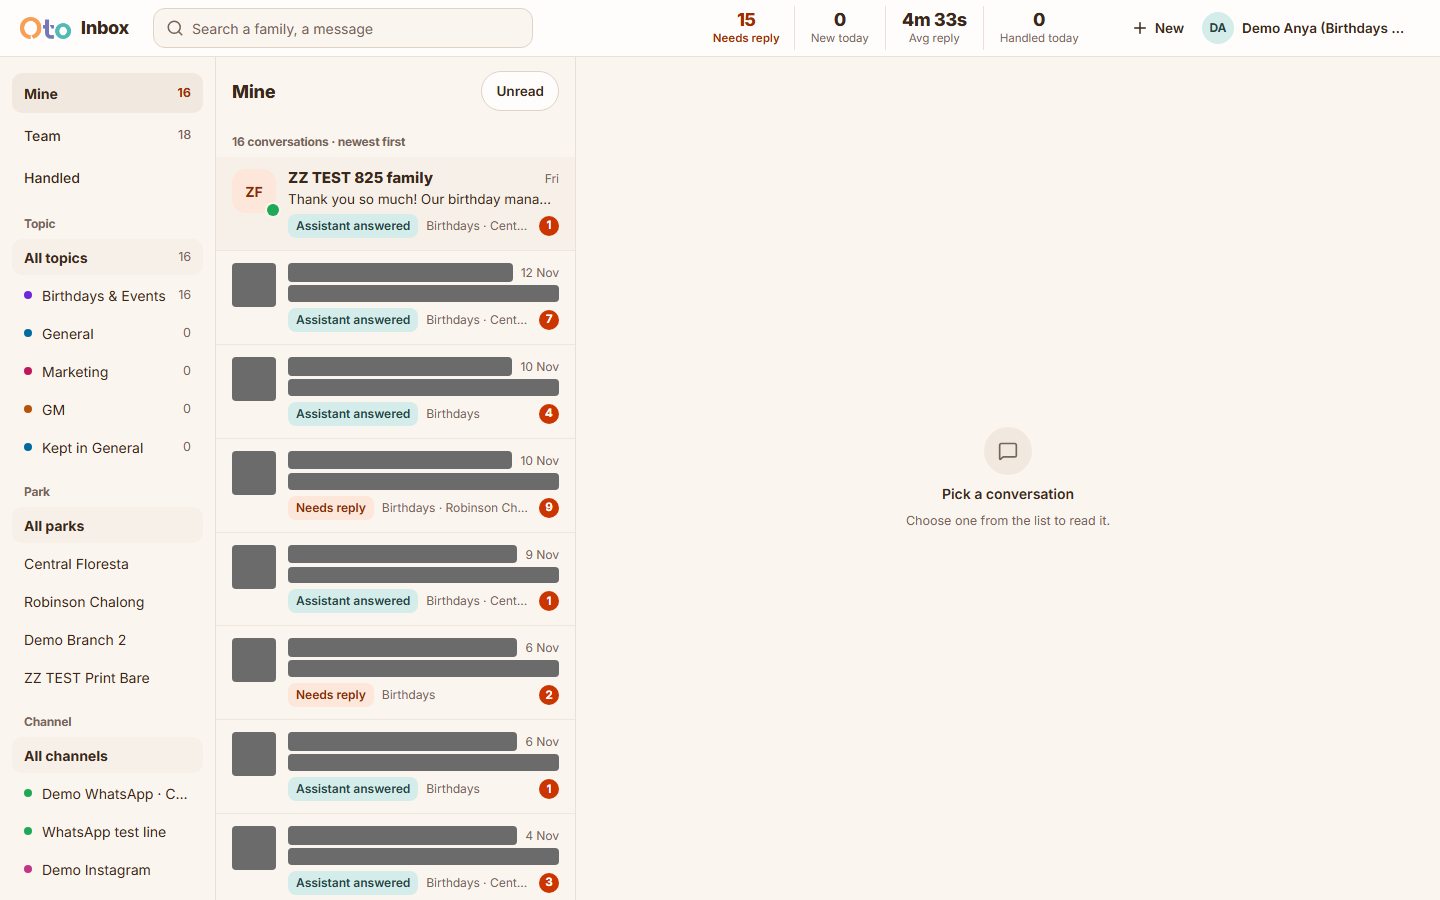 Oto Inbox
Search a family, a message
15
Needs reply
0
New today
4m 33s
Avg reply
0
Handled today
New
DA
Demo Anya (Birthdays ...
Mine 16
Team 18
Handled
Topic
All topics 16
Birthdays & Events 16
General 0
Marketing 0
GM 0
Kept in General 0
Park
All parks
Central Floresta
Robinson Chalong
Demo Branch 2
ZZ TEST Print Bare
Channel
All channels
Demo WhatsApp · C...
WhatsApp test line
Demo Instagram
Mine
Unread
16 conversations · newest first
ZF
ZZ TEST 825 family Fri
Thank you so much! Our birthday mana...
Assistant answered Birthdays · Cent... 1
12 Nov
Assistant answered Birthdays · Cent... 7
10 Nov
Assistant answered Birthdays 4
10 Nov
Needs reply Birthdays · Robinson Ch... 9
9 Nov
Assistant answered Birthdays · Cent... 1
6 Nov
Needs reply Birthdays 2
6 Nov
Assistant answered Birthdays 1
4 Nov
Assistant answered Birthdays · Cent... 3
Pick a conversation
Choose one from the list to read it.